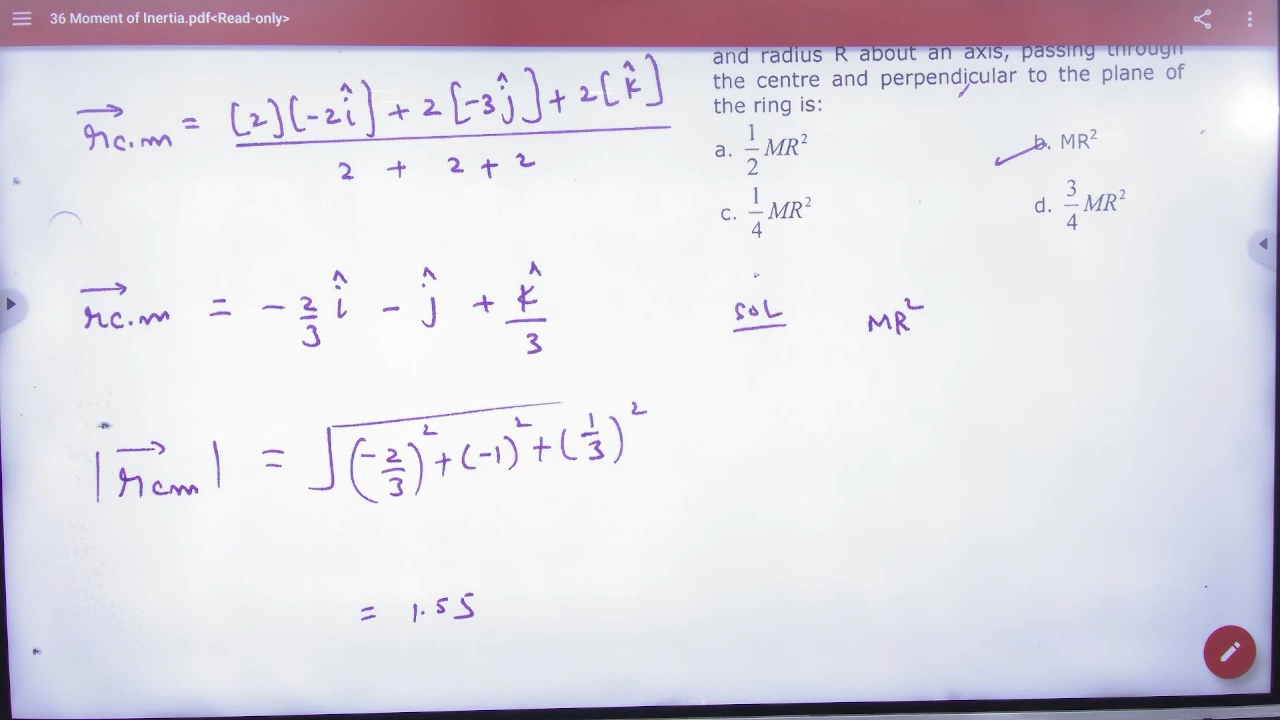 36 Moment of Inertia.pdf<Read-only>
r⃗c.m = [2][-2î] + 2[-3ĵ] + 2[k̂]
2 + 2 + 2
r⃗c.m = - 2/3 î - ĵ + k̂/3
|r⃗cm| = √(-2/3)² + (-1)² + (1/3)²
= 1.55
and radius R about an axis, passing through
the centre and perpendicular to the plane of
the ring is:
a. 1/2 MR² b. MR²
c. 1/4 MR² d. 3/4 MR²
SOL MR²